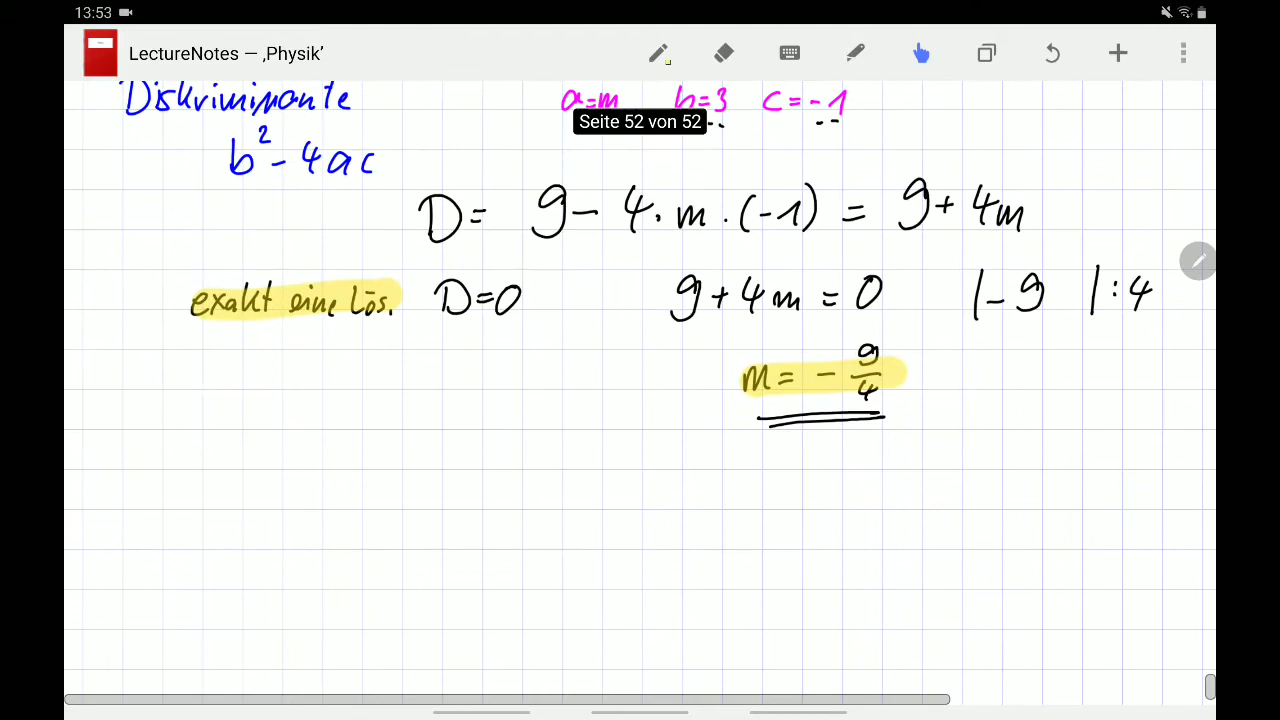 13:53
LectureNotes — ‚Physik‘
Diskriminante
a=m b=3 c=-1
Seite 52 von 52
b² - 4ac
D= 9 - 4·m·(-1) = 9+4m
exakt eine Lös. D=0 9+4m=0 |-9 |:4
m= - 9/4